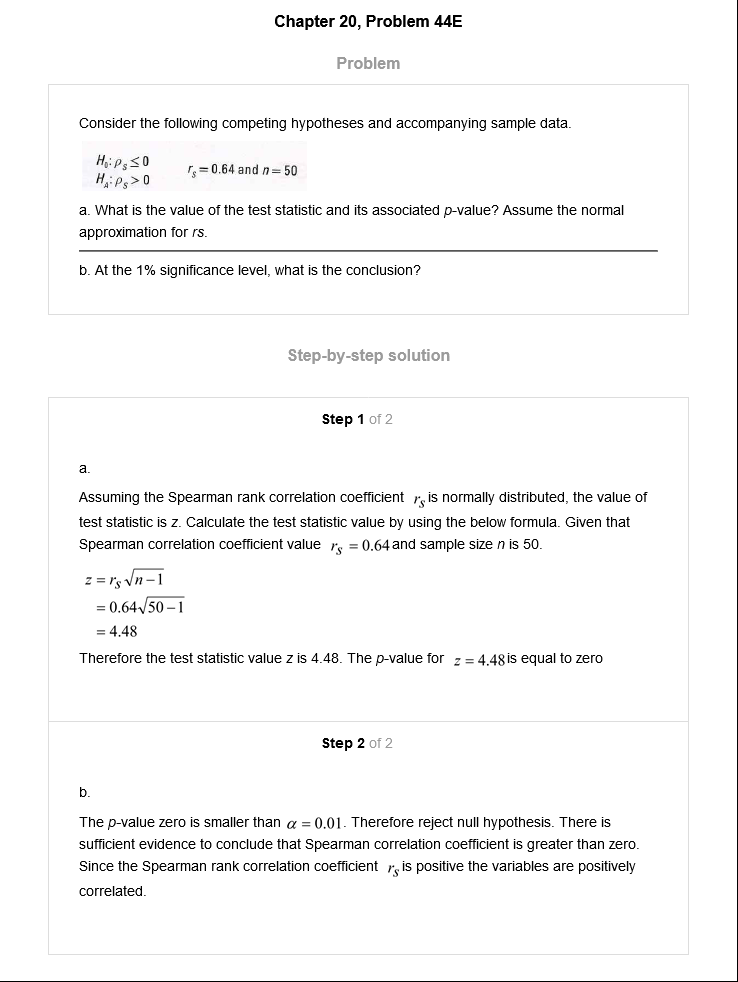 Chapter 20, Problem 44E
Problem
Consider the following competing hypotheses and accompanying sample data.
H₀: ρ_S ≤ 0
r_S = 0.64 and n = 50
H_A: ρ_S > 0
a. What is the value of the test statistic and its associated p-value? Assume the normal
approximation for rs.
b. At the 1% significance level, what is the conclusion?
Step-by-step solution
Step 1 of 2
a.
Assuming the Spearman rank correlation coefficient r_S is normally distributed, the value of
test statistic is z. Calculate the test statistic value by using the below formula. Given that
Spearman correlation coefficient value r_S = 0.64 and sample size n is 50.
z = r_S √n−1
= 0.64√50−1
= 4.48
Therefore the test statistic value z is 4.48. The p-value for z = 4.48 is equal to zero
Step 2 of 2
b.
The p-value zero is smaller than α = 0.01. Therefore reject null hypothesis. There is
sufficient evidence to conclude that Spearman correlation coefficient is greater than zero.
Since the Spearman rank correlation coefficient r_S is positive the variables are positively
correlated.